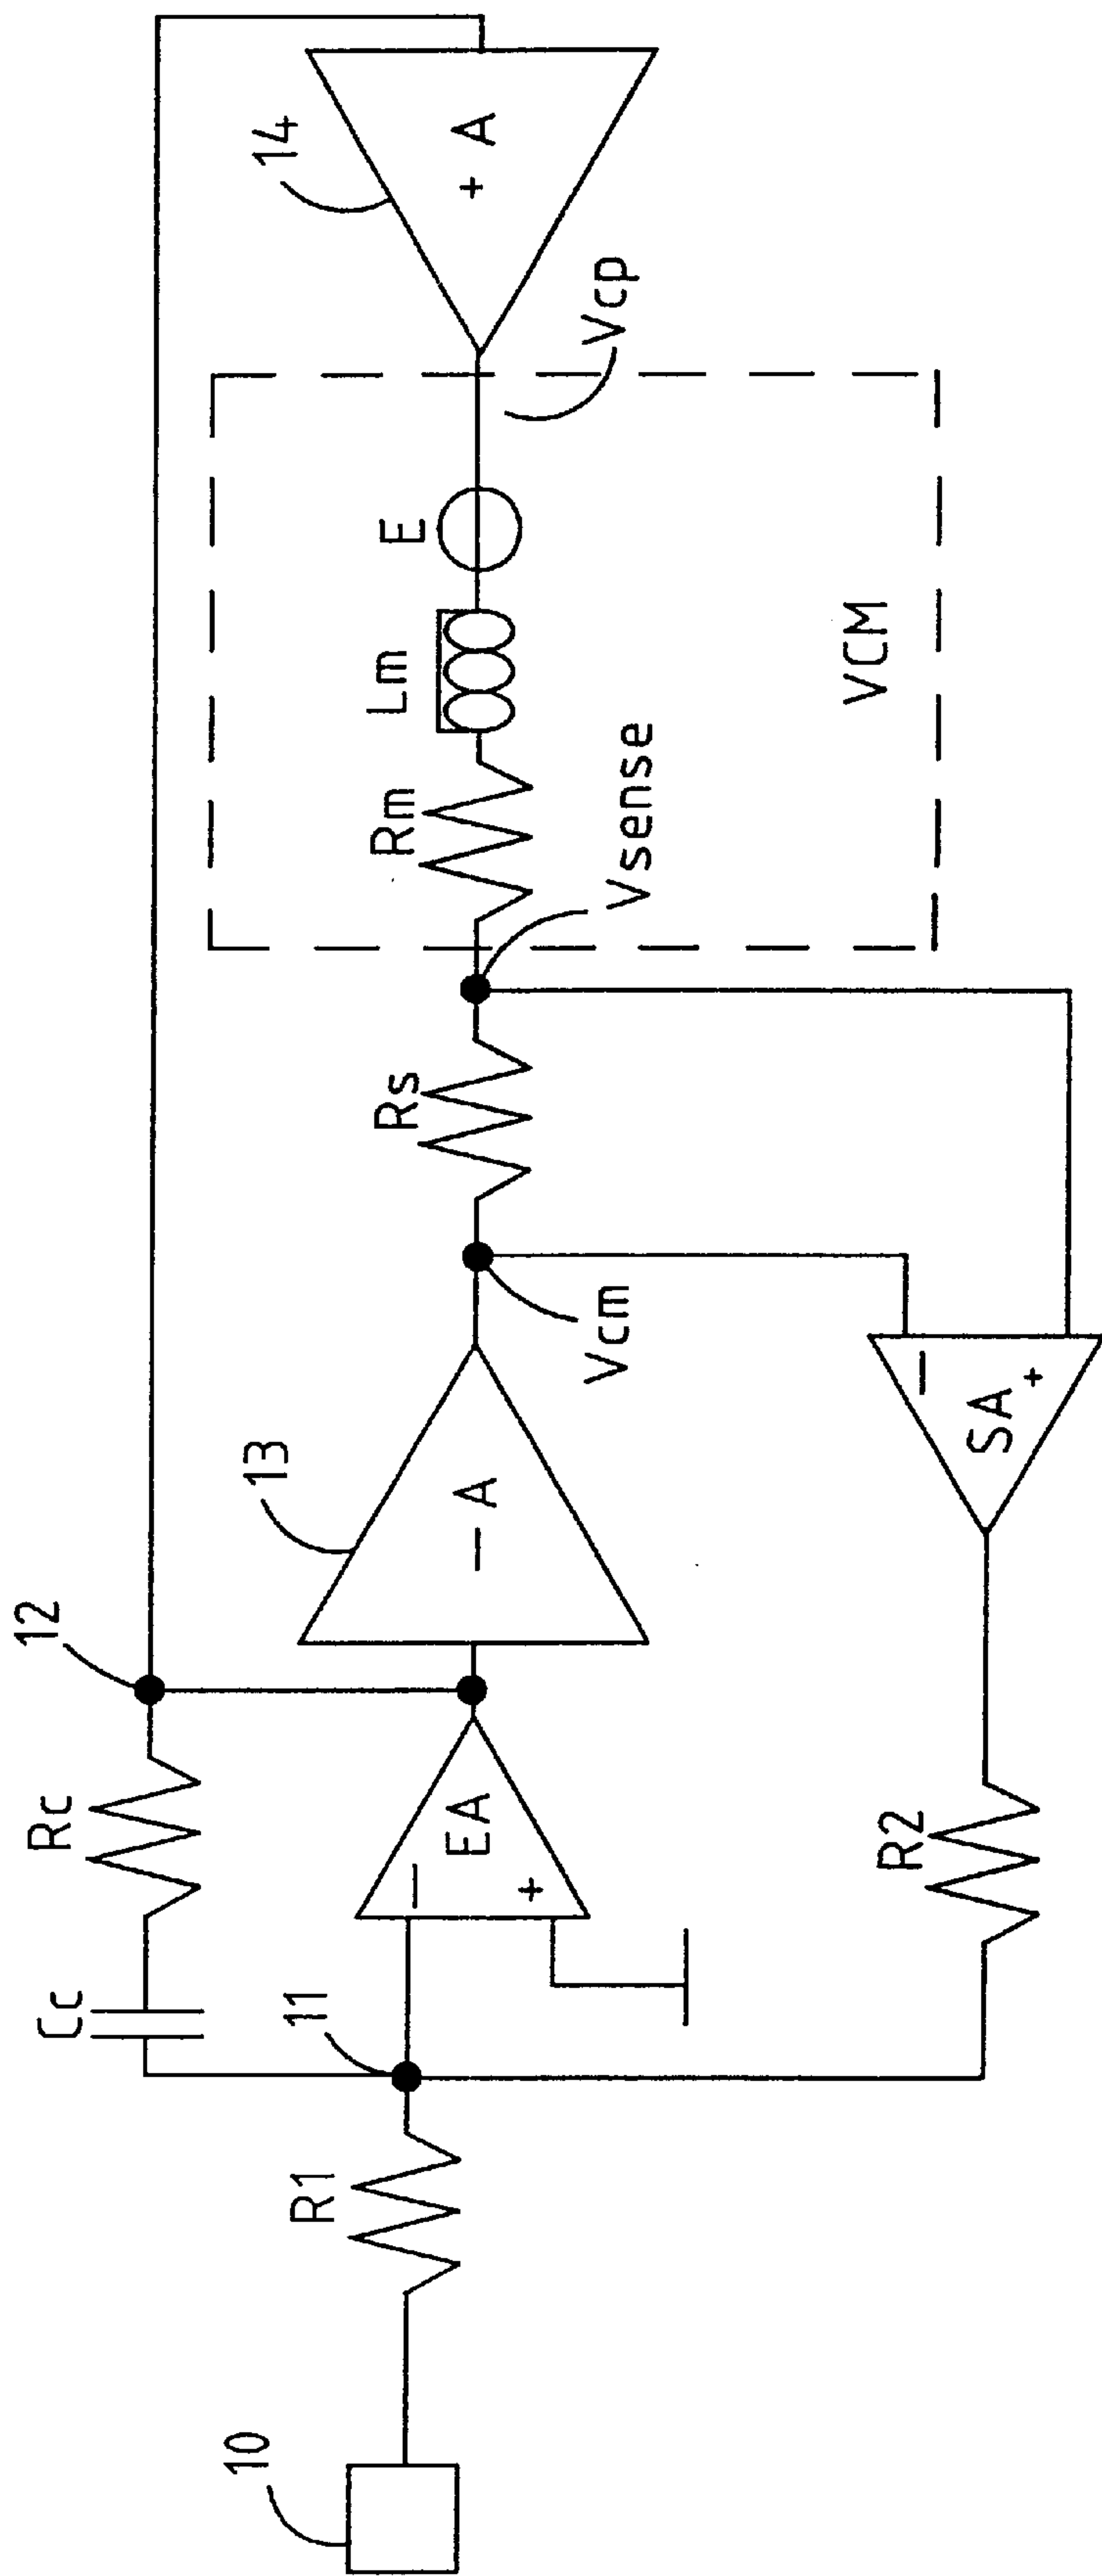 12
14
Cc
Rc
13
+ A
E
Lm
Rm
Rs
10
R1
11
−
EA
+
− A
Vcm
Vsense
Vcp
VCM
R2
−
SA
+